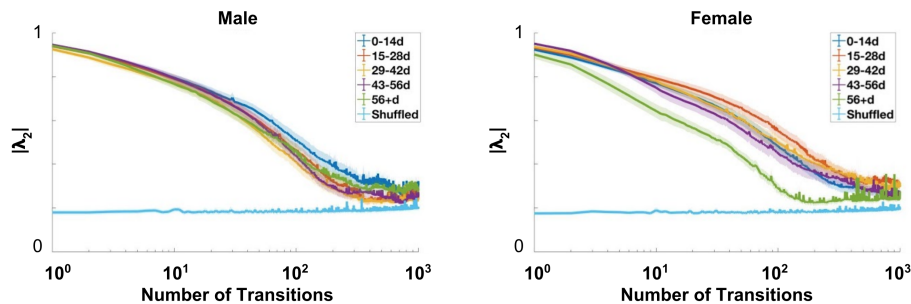 Male
1
|λ2|
0
0-14d
15-28d
29-42d
43-56d
56+d
Shuffled
10^0
10^1
10^2
10^3
Number of Transitions
Female
1
|λ2|
0
0-14d
15-28d
29-42d
43-56d
56+d
Shuffled
10^0
10^1
10^2
10^3
Number of Transitions